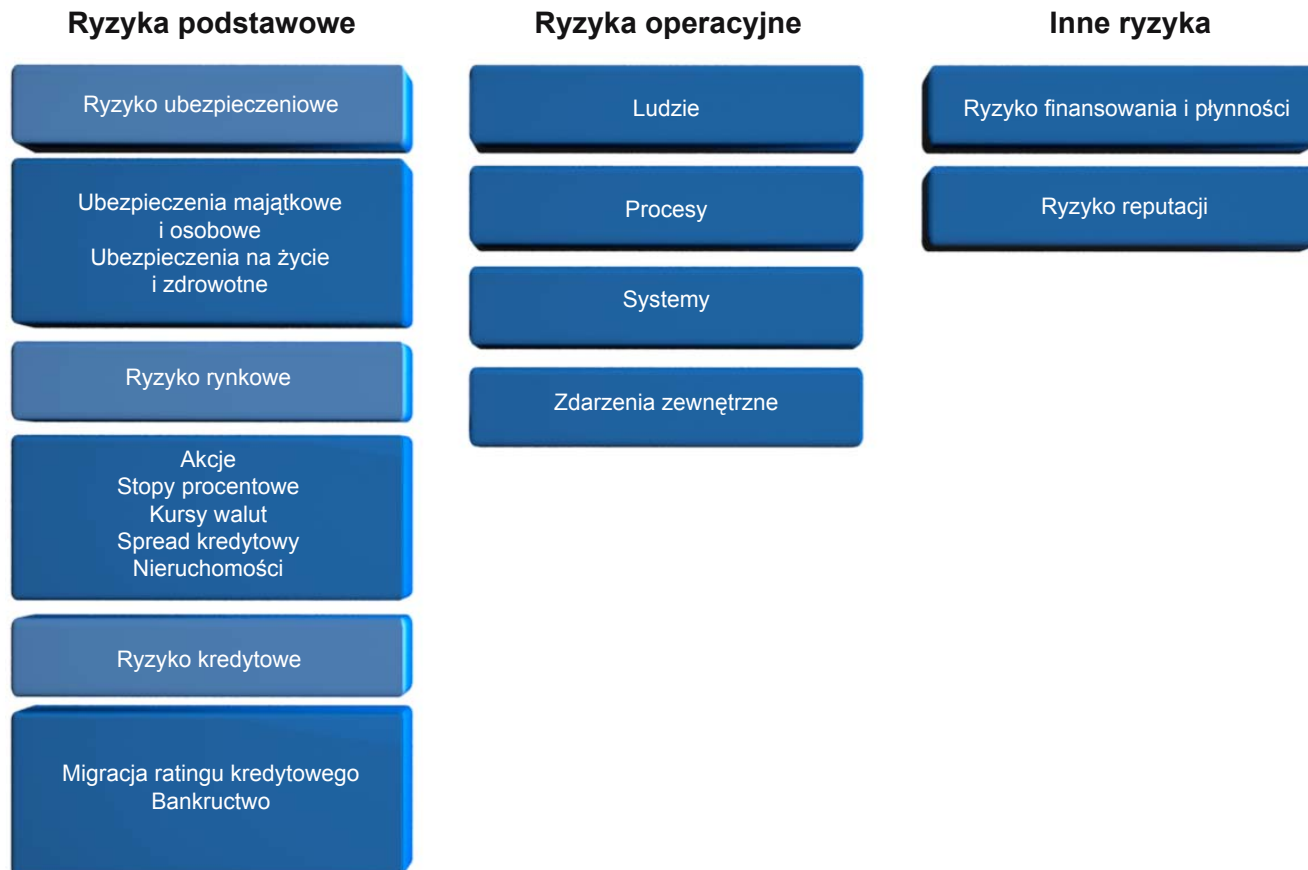 Ryzyka podstawowe
Ryzyko ubezpieczeniowe
Ubezpieczenia majątkowe
i osobowe
Ubezpieczenia na życie
i zdrowotne
Ryzyko rynkowe
Akcje
Stopy procentowe
Kursy walut
Spread kredytowy
Nieruchomości
Ryzyko kredytowe
Migracja ratingu kredytowego
Bankructwo
Ryzyka operacyjne
Ludzie
Procesy
Systemy
Zdarzenia zewnętrzne
Inne ryzyka
Ryzyko finansowania i płynności
Ryzyko reputacji